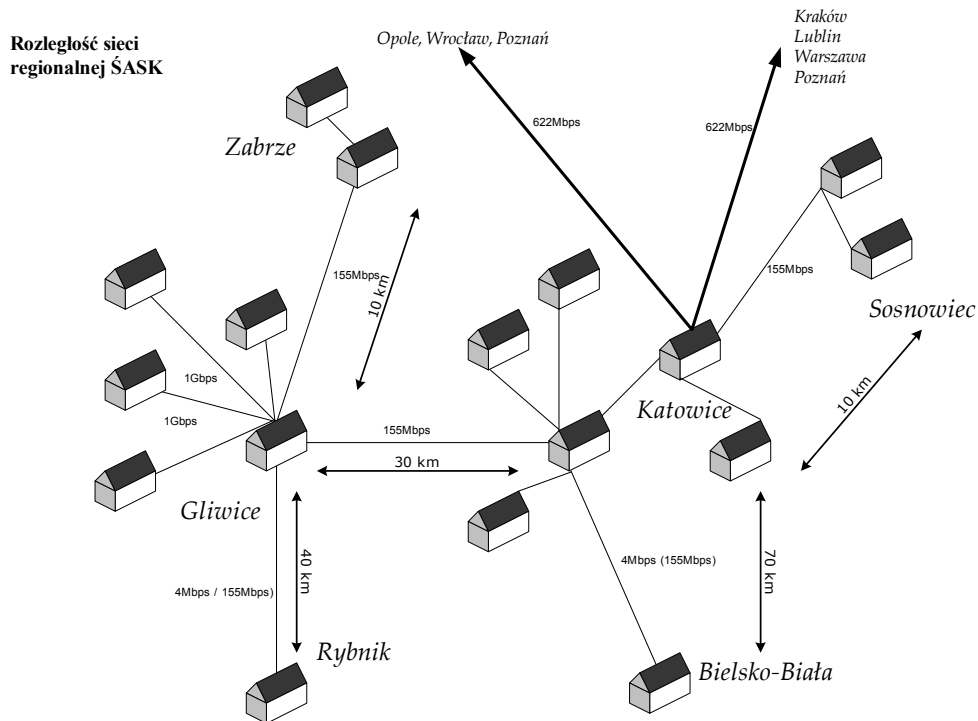 Rozległość sieci
regionalnej ŚASK
Opole, Wrocław, Poznań
Kraków
Lublin
Warszawa
Poznań
622Mbps
622Mbps
Zabrze
155Mbps
10 km
155Mbps
Sosnowiec
10 km
1Gbps
1Gbps
Katowice
155Mbps
30 km
Gliwice
40 km
4Mbps / 155Mbps)
4Mbps (155Mbps)
70 km
Rybnik
Bielsko-Biała